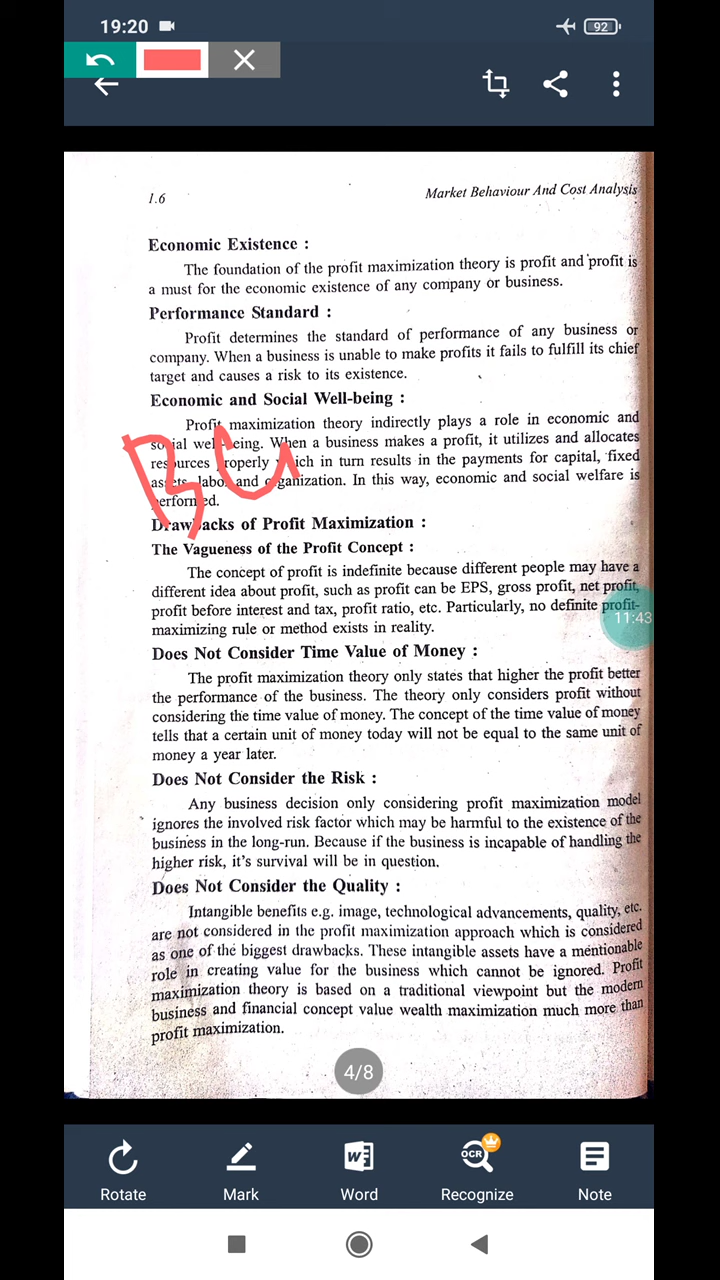 19:20
92
1.6
Market Behaviour And Cost Analysis
Economic Existence :
The foundation of the profit maximization theory is profit and profit is
a must for the economic existence of any company or business.
Performance Standard :
Profit determines the standard of performance of any business or
company. When a business is unable to make profits it fails to fulfill its chief
target and causes a risk to its existence.
Economic and Social Well-being :
Profit maximization theory indirectly plays a role in economic and
social well-being. When a business makes a profit, it utilizes and allocates
resources properly which in turn results in the payments for capital, fixed
assets, labor and organization. In this way, economic and social welfare is
performed.
Drawbacks of Profit Maximization :
The Vagueness of the Profit Concept :
The concept of profit is indefinite because different people may have a
different idea about profit, such as profit can be EPS, gross profit, net profit,
profit before interest and tax, profit ratio, etc. Particularly, no definite profit-
maximizing rule or method exists in reality.
11:43
Does Not Consider Time Value of Money :
The profit maximization theory only states that higher the profit better
the performance of the business. The theory only considers profit without
considering the time value of money. The concept of the time value of money
tells that a certain unit of money today will not be equal to the same unit of
money a year later.
Does Not Consider the Risk :
Any business decision only considering profit maximization model
ignores the involved risk factor which may be harmful to the existence of the
business in the long-run. Because if the business is incapable of handling the
higher risk, it's survival will be in question.
Does Not Consider the Quality :
Intangible benefits e.g. image, technological advancements, quality, etc.
are not considered in the profit maximization approach which is considered
as one of the biggest drawbacks. These intangible assets have a mentionable
role in creating value for the business which cannot be ignored. Profit
maximization theory is based on a traditional viewpoint but the modern
business and financial concept value wealth maximization much more than
profit maximization.
4/8
W
OCR
Rotate Mark Word Recognize Note